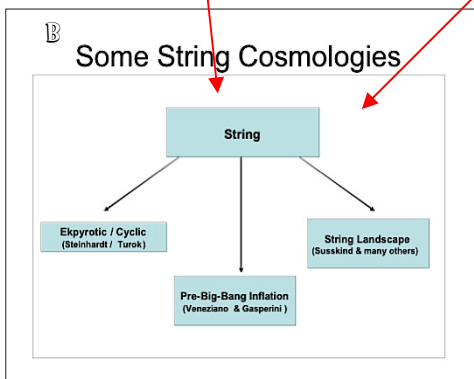 B
Some String Cosmologies
String
Ekpyrotic / Cyclic
(Steinhardt / Turok)
String Landscape
(Susskind & many others)
Pre-Big-Bang Inflation
(Veneziano & Gasperini )